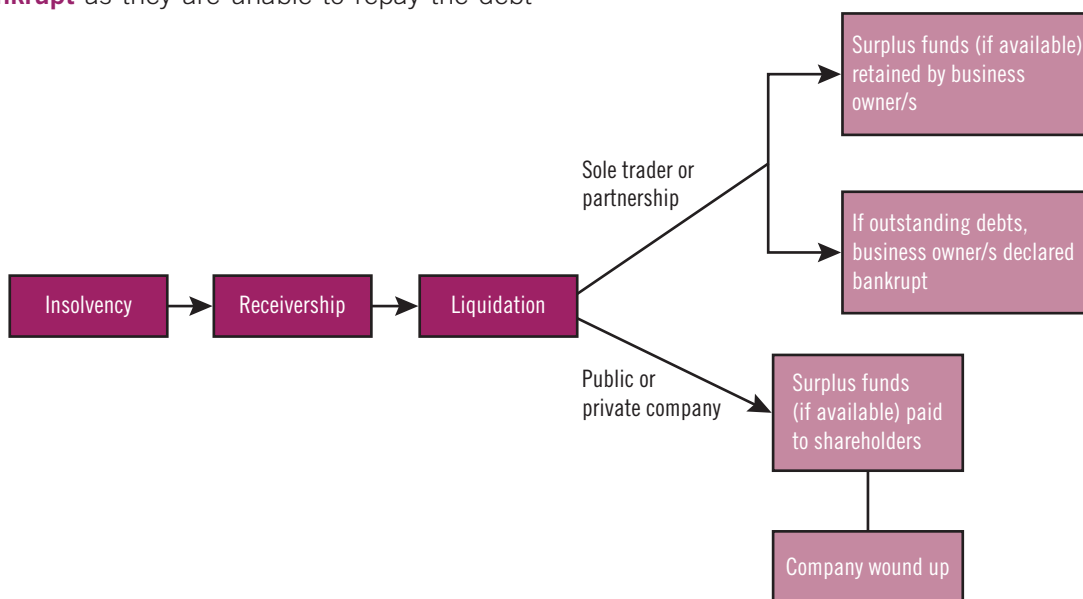 as they are unable to repay the debt
Surplus funds (if available)
retained by business
owner/s
Sole trader or
partnership
If outstanding debts,
business owner/s declared
bankrupt
Insolvency
Receivership
Liquidation
Public or
private company
Surplus funds
(if available) paid
to shareholders
Company wound up